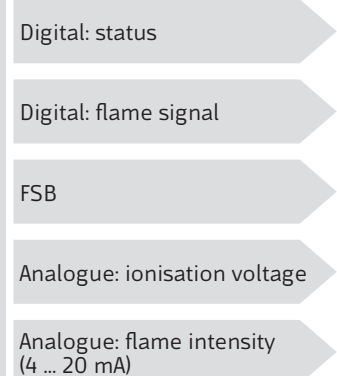 Digital: status
Digital: flame signal
FSB
Analogue: ionisation voltage
Analogue: flame intensity
(4 ... 20 mA)